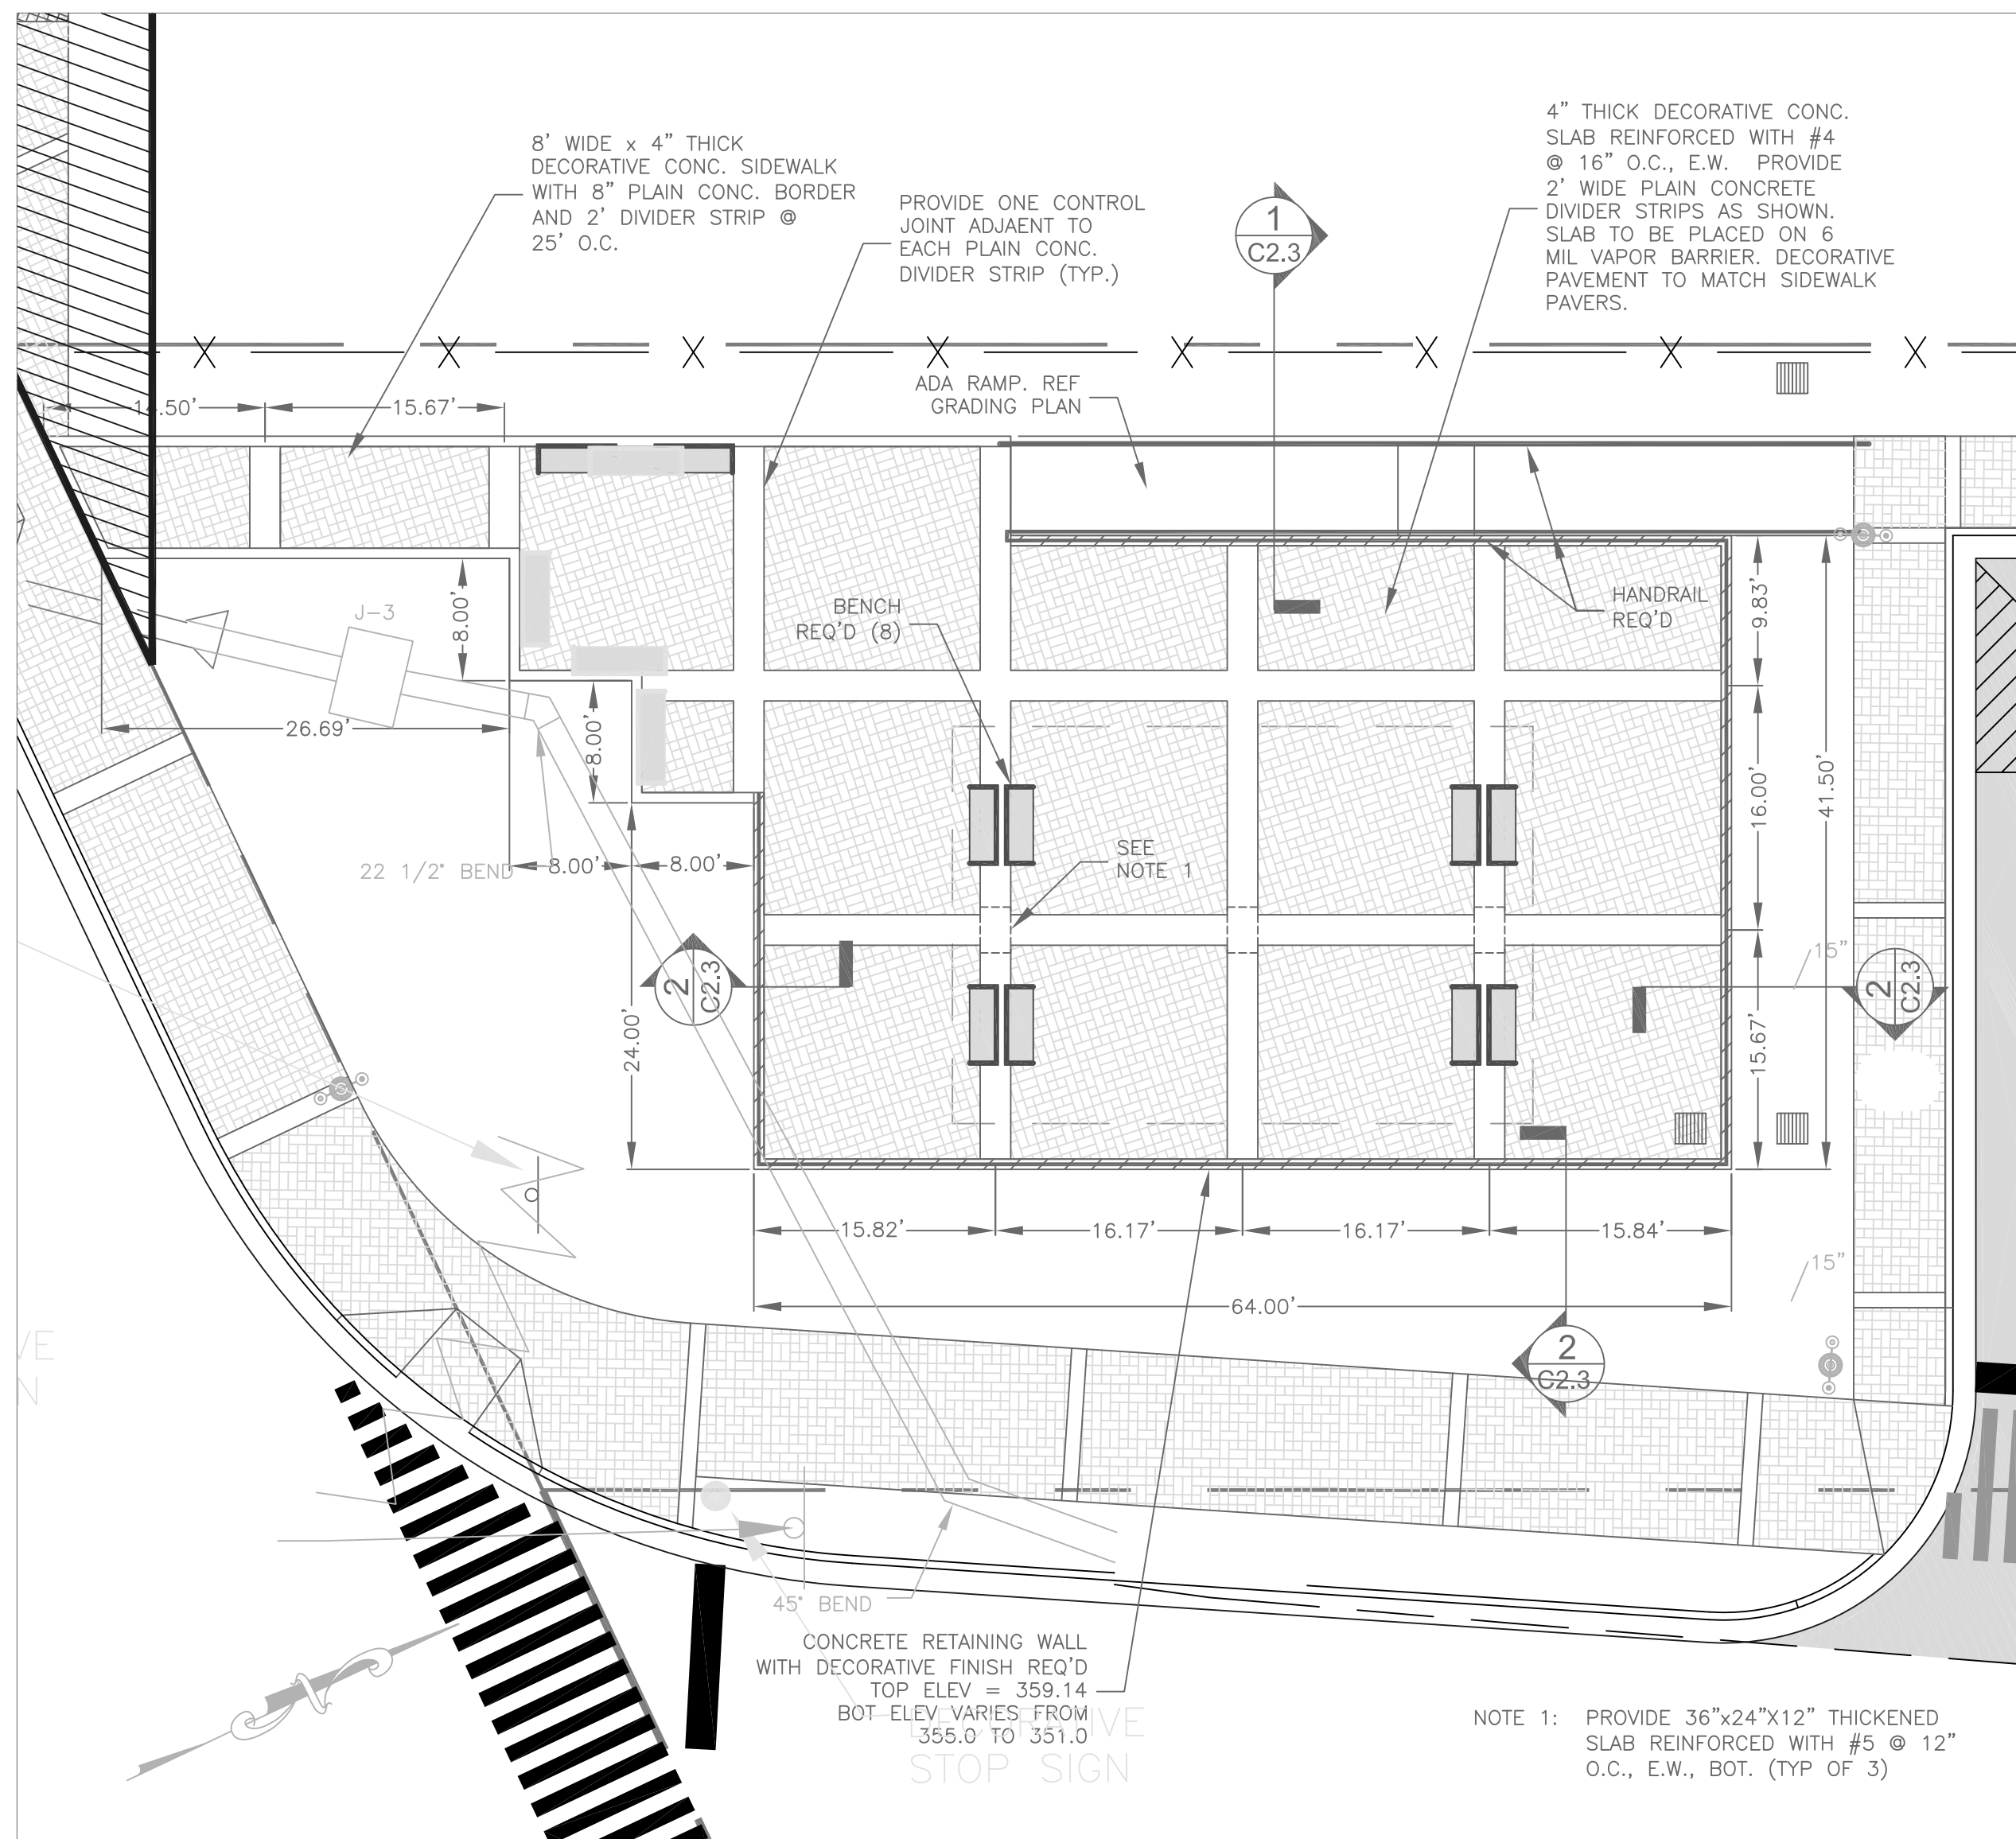 8' WIDE x 4" THICK
DECORATIVE CONC. SIDEWALK
WITH 8" PLAIN CONC. BORDER
AND 2' DIVIDER STRIP @
25' O.C.
PROVIDE ONE CONTROL
JOINT ADJAENT TO
EACH PLAIN CONC.
DIVIDER STRIP (TYP.)
1
C2.3
4" THICK DECORATIVE CONC.
SLAB REINFORCED WITH #4
@ 16" O.C., E.W. PROVIDE
2' WIDE PLAIN CONCRETE
DIVIDER STRIPS AS SHOWN.
SLAB TO BE PLACED ON 6
MIL VAPOR BARRIER. DECORATIVE
PAVEMENT TO MATCH SIDEWALK
PAVERS.
ADA RAMP. REF
GRADING PLAN
14.50'
15.67'
J-3
8.00'
BENCH
REQ'D (8)
HANDRAIL
REQ'D
9.83'
26.69'
8.00'
16.00'
41.50'
22 1/2° BEND
8.00'
8.00'
SEE
NOTE 1
2
C2.3
24.00'
15"
2
C2.3
15.67'
15.82'
16.17'
16.17'
15.84'
15"
64.00'
2
C2.3
VE
N
45° BEND
CONCRETE RETAINING WALL
WITH DECORATIVE FINISH REQ'D
TOP ELEV = 359.14
BOT ELEV VARIES FROM
355.0 TO 351.0
DECORATIVE
STOP SIGN
N
NOTE 1: PROVIDE 36"x24"X12" THICKENED
SLAB REINFORCED WITH #5 @ 12"
O.C., E.W., BOT. (TYP OF 3)